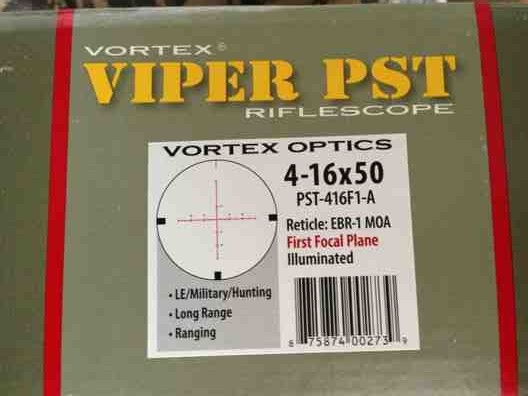 VORTEX®
VIPER PST
RIFLESCOPE
VORTEX OPTICS
4-16x50
PST-416F1-A
Reticle: EBR-1 MOA
First Focal Plane
Illuminated
• LE/Military/Hunting
• Long Range
• Ranging
8 75874 00273 9